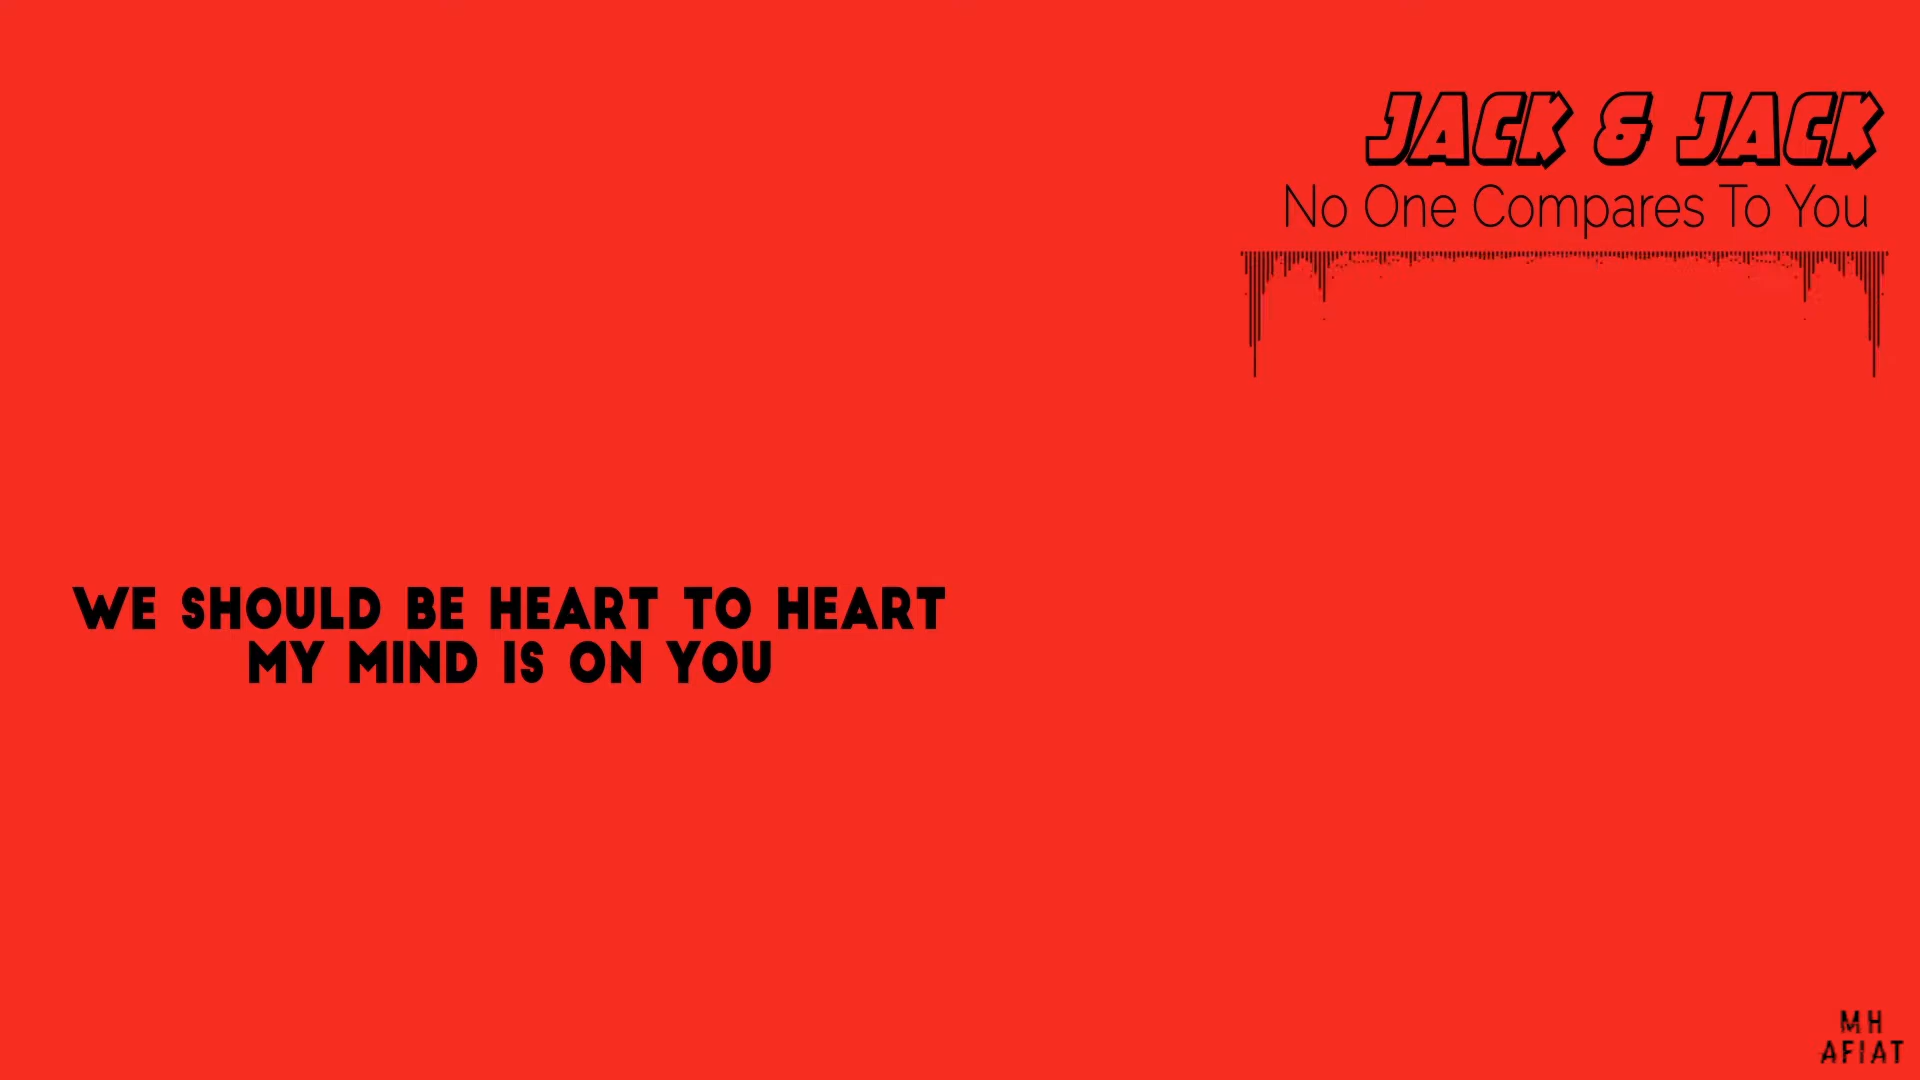 JACK & JACK
No One Compares To You
WE SHOULD BE HEART TO HEART
MY MIND IS ON YOU
MH
AFIAT